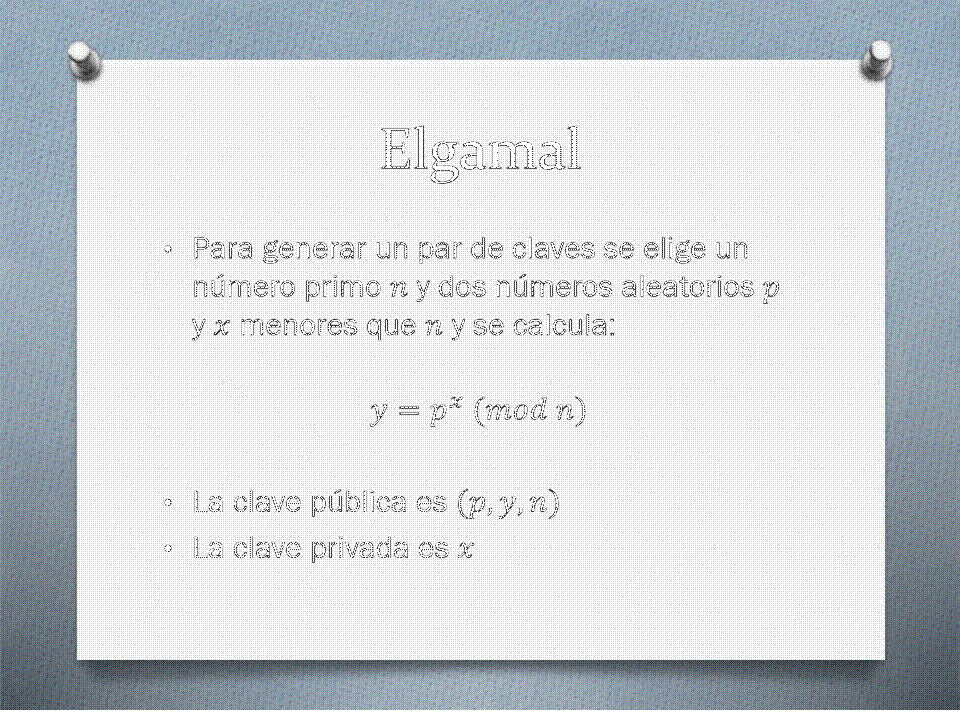 Elgamal
• Para generar un par de claves se elige un
número primo n y dos números aleatorios p
y x menores que n y se calcula:
y = pˣ (mod n)
• La clave pública es (p, y, n)
• La clave privada es x